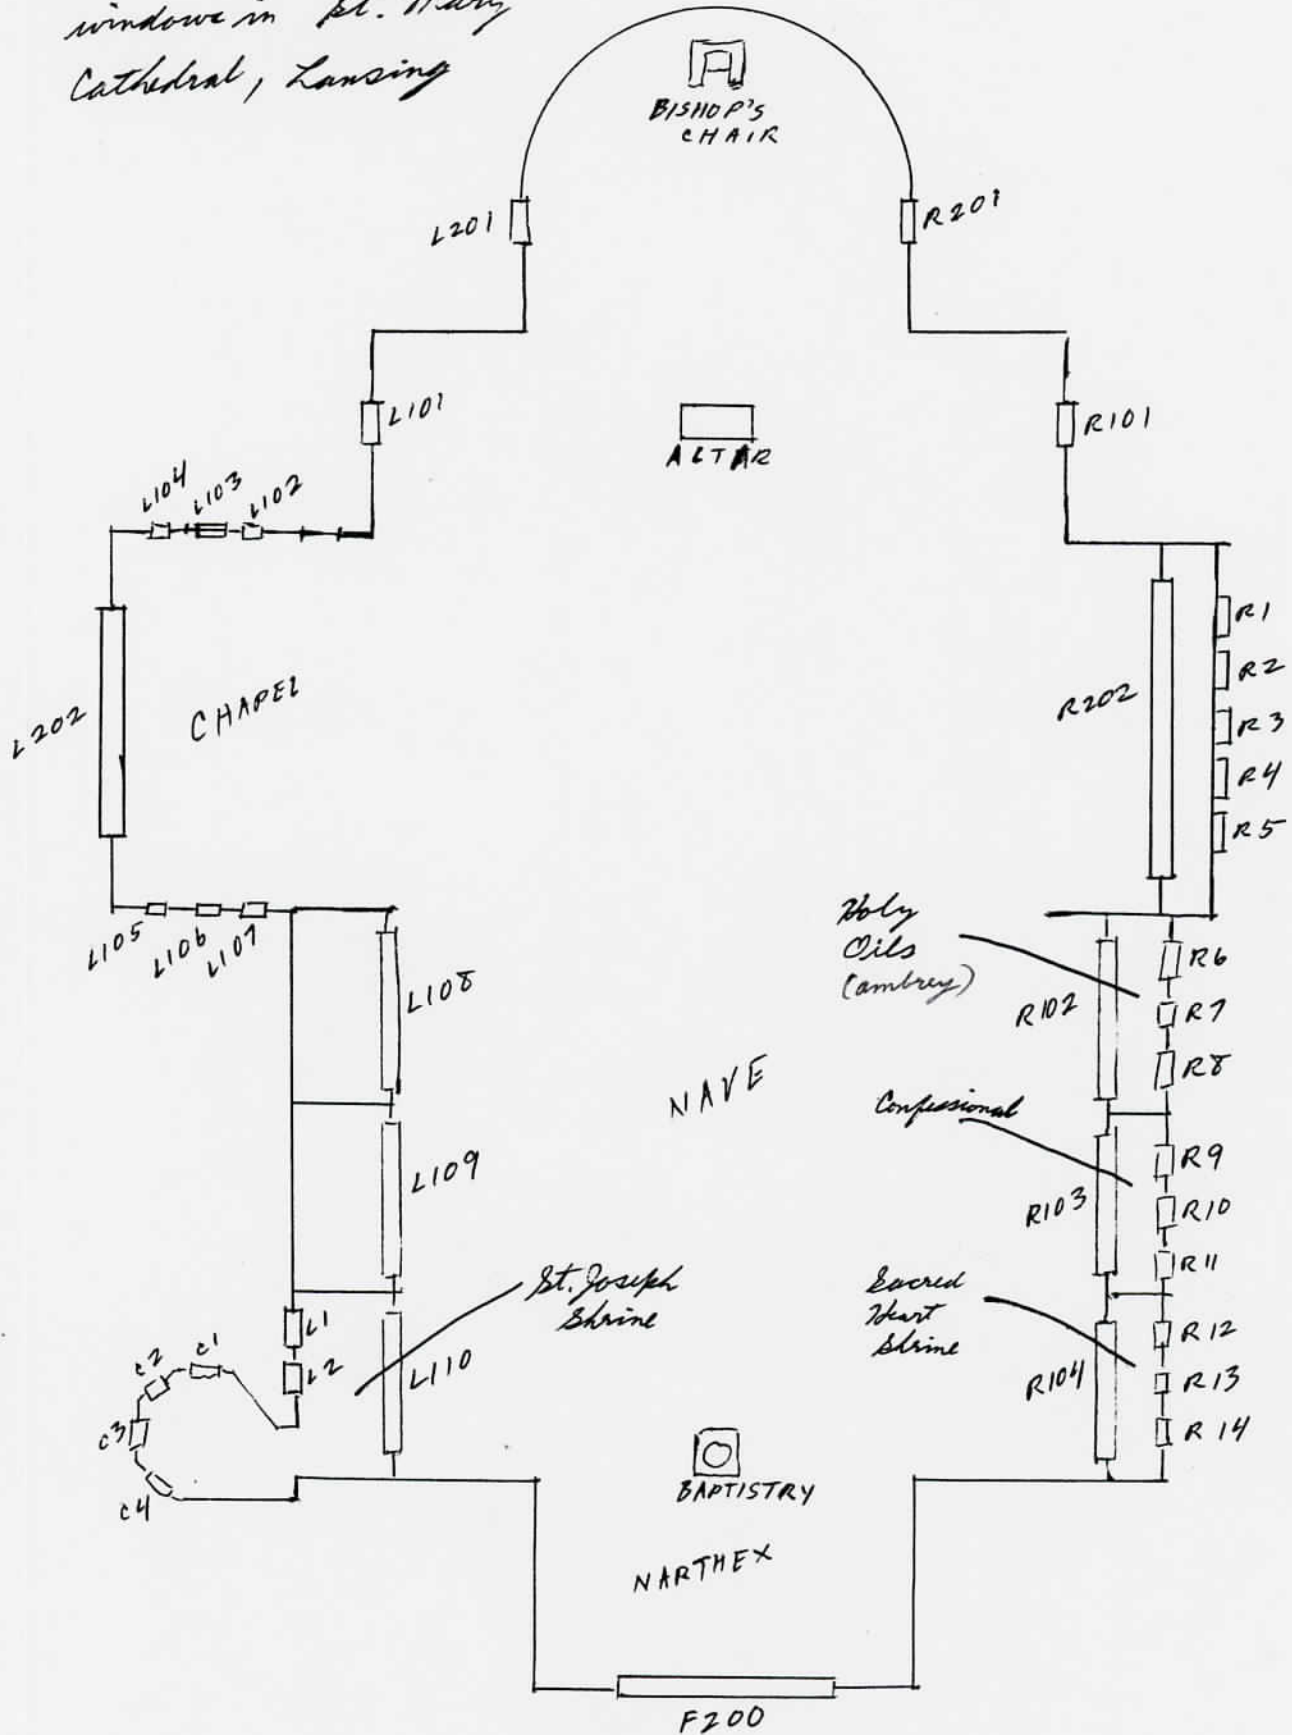 windows in St. Mary
Cathedral, Lansing
BISHOP'S
CHAIR
L201
R201
L101
ALTAR
R101
L104
L103
L102
R1
R2
R3
R4
R5
L202
CHAPEL
R202
L105
L106
L107
L108
Holy
Oils
(ambrey)
R102
R6
R7
R8
NAVE
Confessional
L109
R103
R9
R10
R11
St. Joseph
Shrine
Sacred
Heart
Shrine
L1
L2
L110
C1
C2
C3
C4
R104
R12
R13
R14
BAPTISTRY
NARTHEX
F200